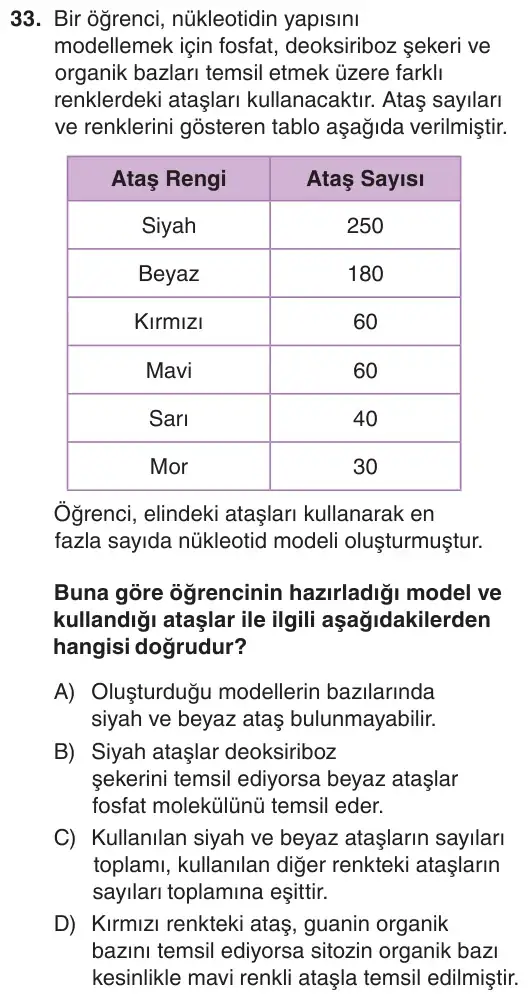 33. Bir öğrenci, nükleotidin yapısını
modellemek için fosfat, deoksiriboz şekeri ve
organik bazları temsil etmek üzere farklı
renklerdeki ataşları kullanacaktır. Ataş sayıları
ve renklerini gösteren tablo aşağıda verilmiştir.
Ataş Rengi Ataş Sayısı
Siyah 250
Beyaz 180
Kırmızı 60
Mavi 60
Sarı 40
Mor 30
Öğrenci, elindeki ataşları kullanarak en
fazla sayıda nükleotid modeli oluşturmuştur.
Buna göre öğrencinin hazırladığı model ve
kullandığı ataşlar ile ilgili aşağıdakilerden
hangisi doğrudur?
A) Oluşturduğu modellerin bazılarında
siyah ve beyaz ataş bulunmayabilir.
B) Siyah ataşlar deoksiriboz
şekerini temsil ediyorsa beyaz ataşlar
fosfat molekülünü temsil eder.
C) Kullanılan siyah ve beyaz ataşların sayıları
toplamı, kullanılan diğer renkteki ataşların
sayıları toplamına eşittir.
D) Kırmızı renkteki ataş, guanin organik
bazını temsil ediyorsa sitozin organik bazı
kesinlikle mavi renkli ataşla temsil edilmiştir.